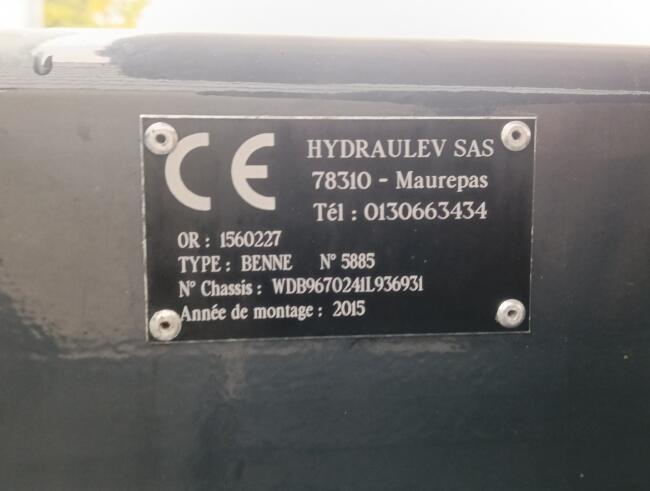 CE
HYDRAULEV SAS
78310 - Maurepas
Tél : 0130663434
OR : 1560227
TYPE : BENNE N° 5885
N° Chassis : WDB9670241L936931
Année de montage : 2015